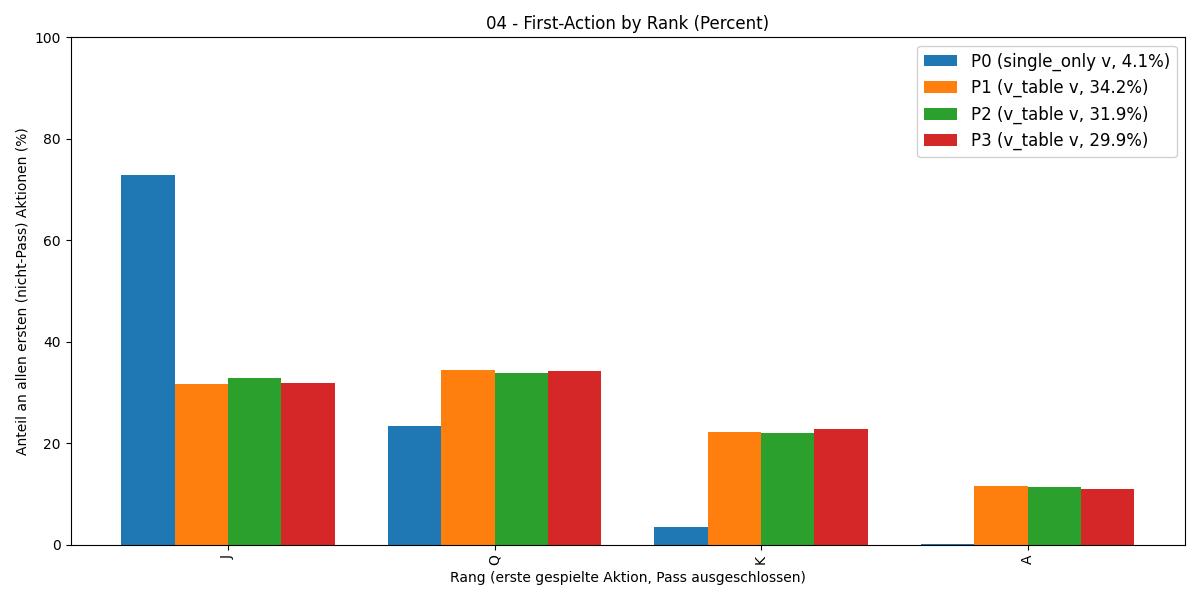 04 - First-Action by Rank (Percent)
P0 (single_only v, 4.1%)
P1 (v_table v, 34.2%)
P2 (v_table v, 31.9%)
P3 (v_table v, 29.9%)
Anteil an allen ersten (nicht-Pass) Aktionen (%)
100
80
60
40
20
0
J
Q
K
A
Rang (erste gespielte Aktion, Pass ausgeschlossen)